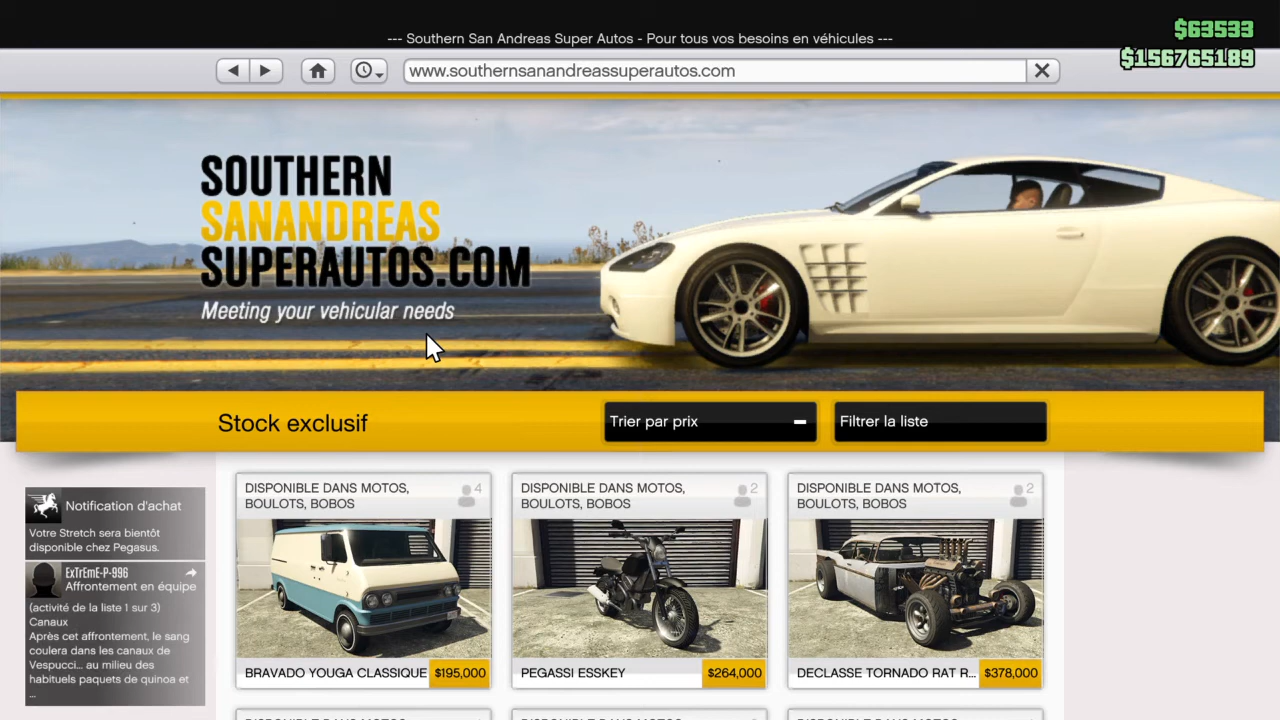 --- Southern San Andreas Super Autos - Pour tous vos besoins en véhicules ---
$63533
$156765189
www.southernsanandreassuperautos.com
SOUTHERN
SANANDREAS
SUPERAUTOS.COM
Meeting your vehicular needs
Stock exclusif
Trier par prix
Filtrer la liste
Notification d'achat
Votre Stretch sera bientôt
disponible chez Pegasus.
ExTrEmE-P-996
Affrontement en équipe
(activité de la liste 1 sur 3)
Canaux
Après cet affrontement, le sang
coulera dans les canaux de
Vespucci... au milieu des
habituels paquets de quinoa et
...
DISPONIBLE DANS MOTOS,
BOULOTS, BOBOS
4
BRAVADO YOUGA CLASSIQUE
$195,000
DISPONIBLE DANS MOTOS,
BOULOTS, BOBOS
2
PEGASSI ESSKEY
$264,000
DISPONIBLE DANS MOTOS,
BOULOTS, BOBOS
2
DECLASSE TORNADO RAT R...
$378,000